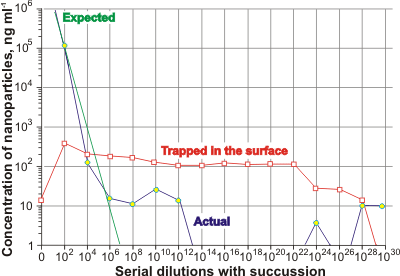 Concentration of nanoparticles, ng ml⁻¹
10⁶
10⁵
10⁴
10³
10²
10
1
Expected
Trapped in the surface
Actual
0 10² 10⁴ 10⁶ 10⁸ 10¹⁰ 10¹² 10¹⁴ 10¹⁶ 10¹⁸ 10²⁰ 10²² 10²⁴ 10²⁶ 10²⁸ 10³⁰
Serial dilutions with succussion